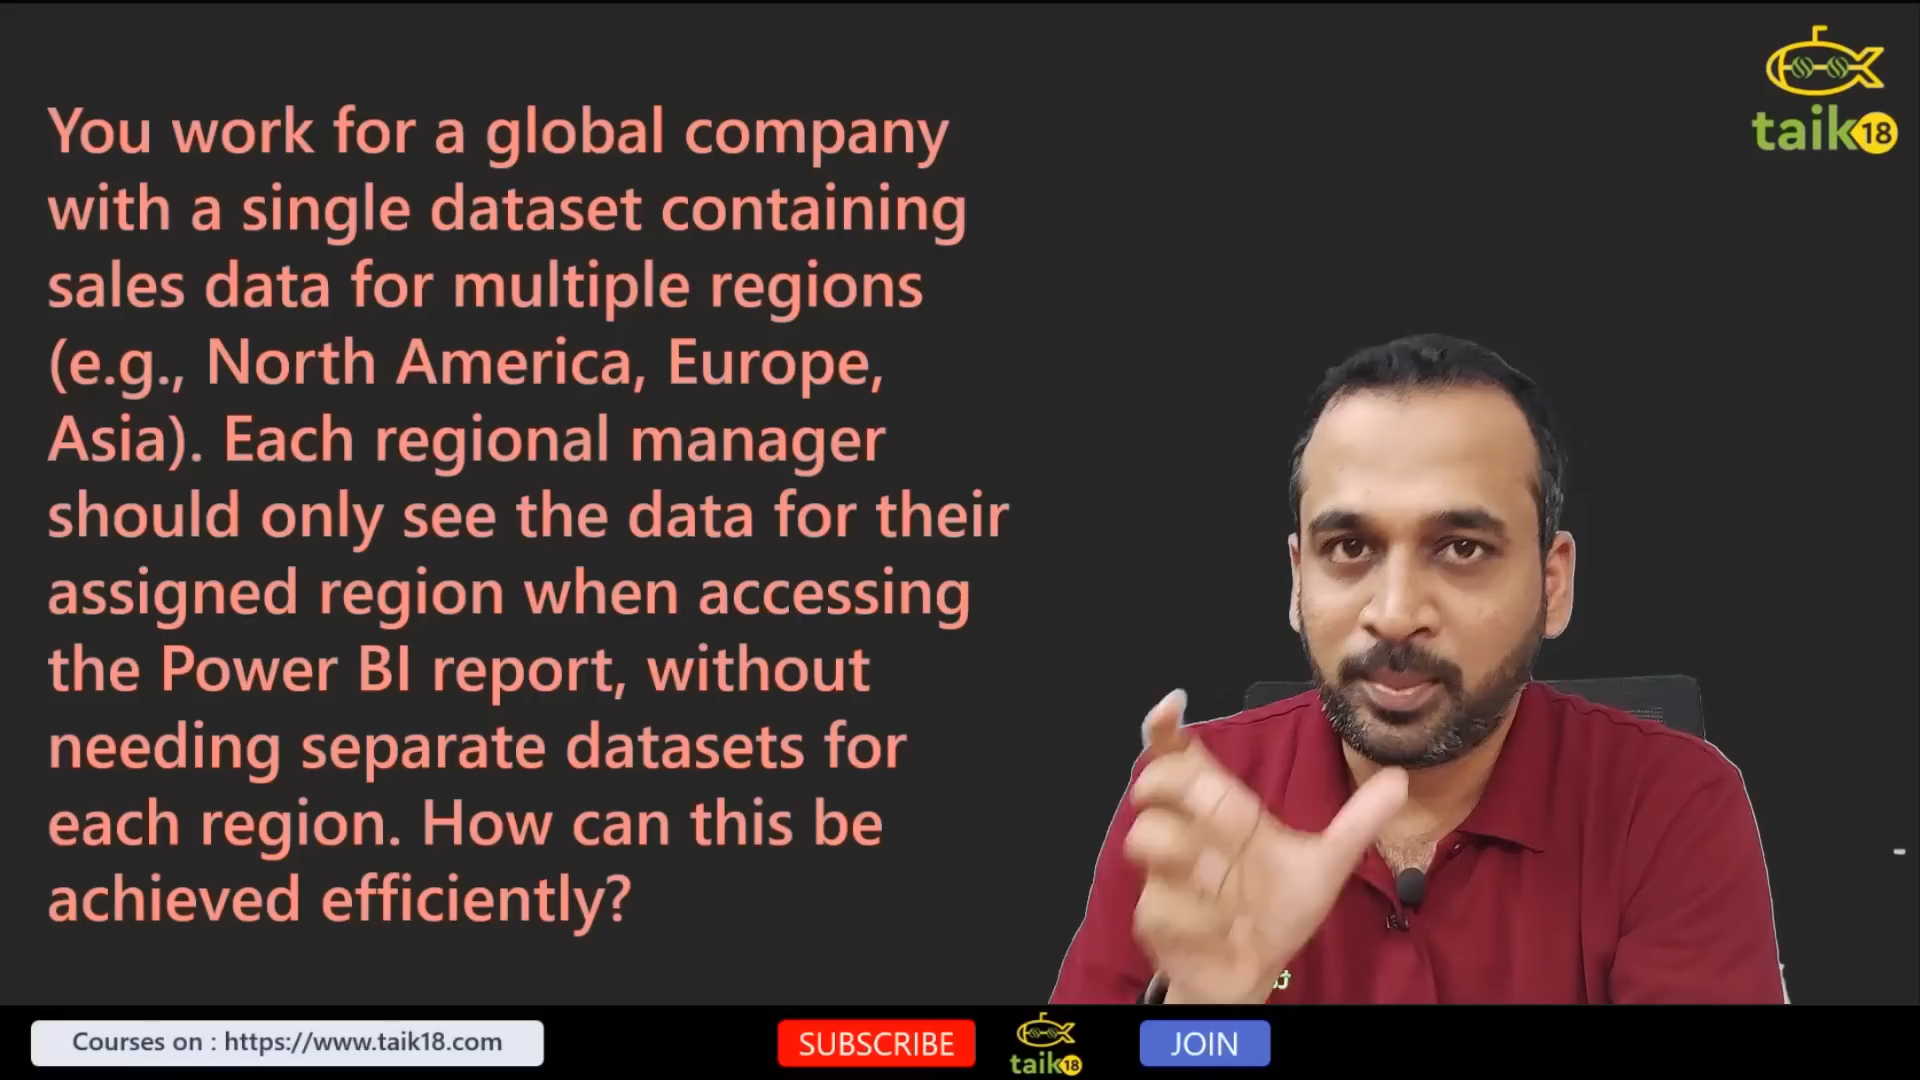 You work for a global company
with a single dataset containing
sales data for multiple regions
(e.g., North America, Europe,
Asia). Each regional manager
should only see the data for their
assigned region when accessing
the Power BI report, without
needing separate datasets for
each region. How can this be
achieved efficiently?
taik18
Courses on : https://www.taik18.com
SUBSCRIBE
taik18
JOIN